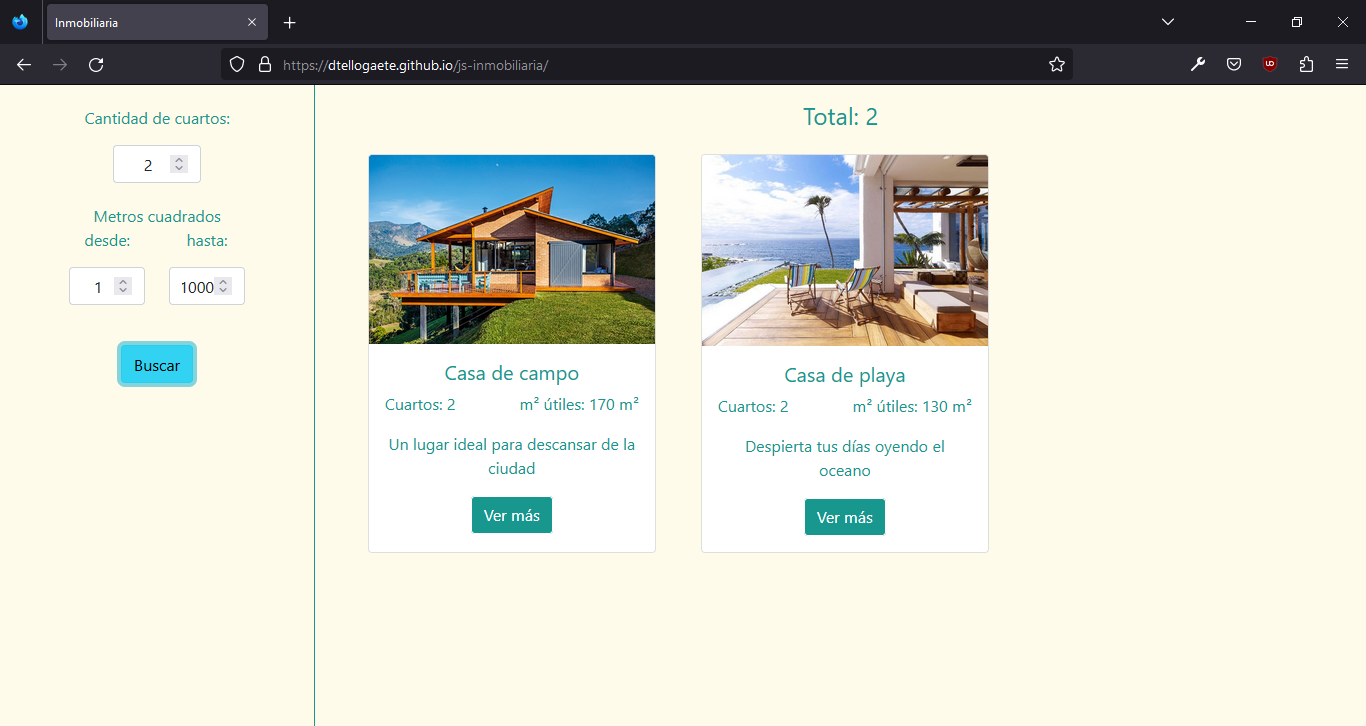 Inmobiliaria
https://dtellogaete.github.io/js-inmobiliaria/
Cantidad de cuartos:
2
Metros cuadrados
desde: hasta:
1 1000
Buscar
Total: 2
Casa de campo
Cuartos: 2 m² útiles: 170 m²
Un lugar ideal para descansar de la
ciudad
Ver más
Casa de playa
Cuartos: 2 m² útiles: 130 m²
Despierta tus días oyendo el
oceano
Ver más